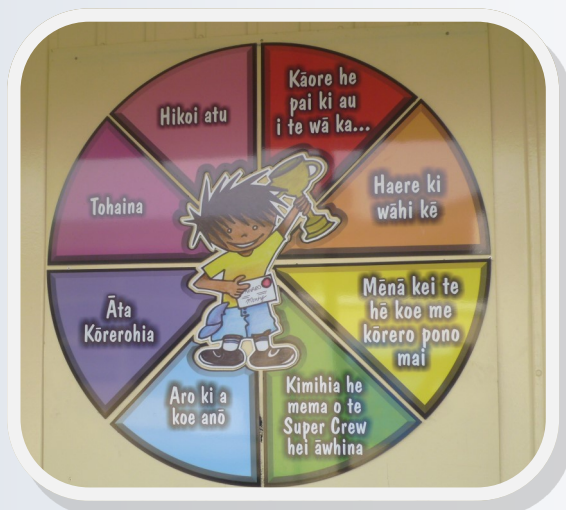 Kāore he
pai ki au
i te wā ka...
Haere ki
wāhi kē
Mēnā kei te
hē koe me
kōrero pono
mai
Kimihia he
mema o te
Super Crew
hei āwhina
Aro ki a
koe anō
Āta
Kōrerohia
Tohaina
Hikoi atu